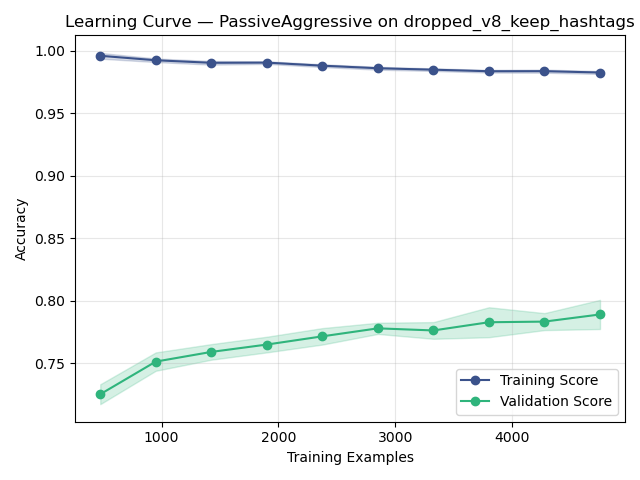 Learning Curve — PassiveAggressive on dropped_v8_keep_hashtags
1.00
0.95
0.90
0.85
0.80
0.75
Accuracy
1000
2000
3000
4000
Training Examples
Training Score
Validation Score